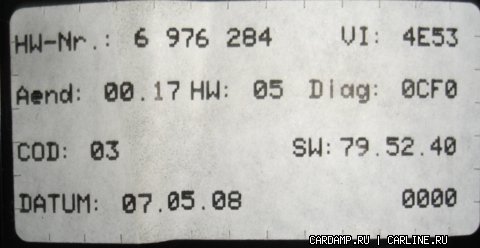 HW-Nr.: 6 976 284 VI: 4E53
Aend: 00.17 HW: 05 Diag: 0CF0
COD: 03 SW: 79.52.40
DATUM: 07.05.08 0000
CARDAMP.RU | CARLINE.RU